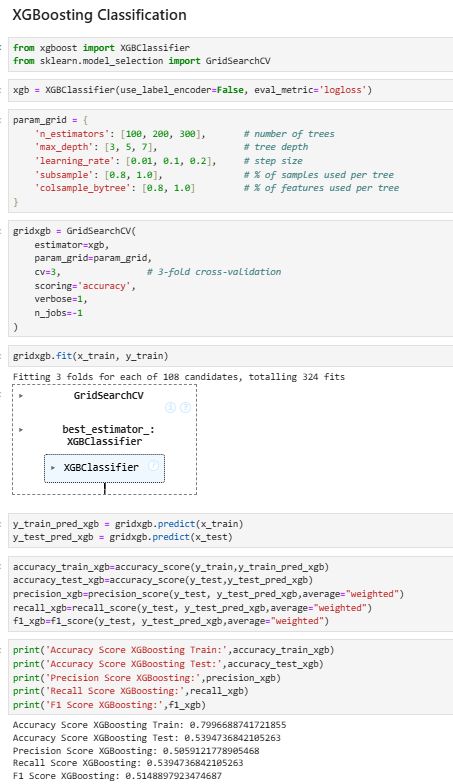 XGBoosting Classification
from xgboost import XGBClassifier
from sklearn.model_selection import GridSearchCV
xgb = XGBClassifier(use_label_encoder=False, eval_metric='logloss')
param_grid = {
    'n_estimators': [100, 200, 300],       # number of trees
    'max_depth': [3, 5, 7],                # tree depth
    'learning_rate': [0.01, 0.1, 0.2],     # step size
    'subsample': [0.8, 1.0],               # % of samples used per tree
    'colsample_bytree': [0.8, 1.0]         # % of features used per tree
}
gridxgb = GridSearchCV(
    estimator=xgb,
    param_grid=param_grid,
    cv=3,               # 3-fold cross-validation
    scoring='accuracy',
    verbose=1,
    n_jobs=-1
)
gridxgb.fit(x_train, y_train)
Fitting 3 folds for each of 108 candidates, totalling 324 fits
GridSearchCV
i ?
best_estimator_:
XGBClassifier
XGBClassifier ?
y_train_pred_xgb = gridxgb.predict(x_train)
y_test_pred_xgb = gridxgb.predict(x_test)
accuracy_train_xgb=accuracy_score(y_train,y_train_pred_xgb)
accuracy_test_xgb=accuracy_score(y_test,y_test_pred_xgb)
precision_xgb=precision_score(y_test, y_test_pred_xgb,average="weighted")
recall_xgb=recall_score(y_test, y_test_pred_xgb,average="weighted")
f1_xgb=f1_score(y_test, y_test_pred_xgb,average="weighted")
print('Accuracy Score XGBoosting Train:',accuracy_train_xgb)
print('Accuracy Score XGBoosting Test:',accuracy_test_xgb)
print('Precision Score XGBoosting:',precision_xgb)
print('Recall Score XGBoosting:',recall_xgb)
print('F1 Score XGBoosting:',f1_xgb)
Accuracy Score XGBoosting Train: 0.7996688741721855
Accuracy Score XGBoosting Test: 0.5394736842105263
Precision Score XGBoosting: 0.5059121778905468
Recall Score XGBoosting: 0.5394736842105263
F1 Score XGBoosting: 0.5148897923474687